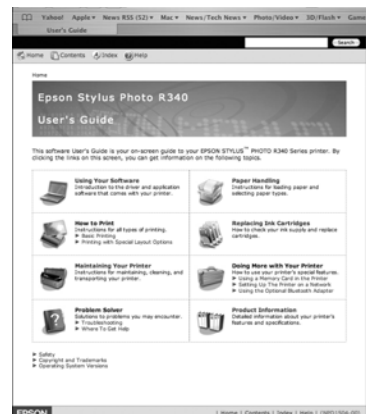 Yahoo! Apple ▾ News RSS (52) ▾ Mac ▾ News/Tech News ▾ Photo/Video ▾ 3D/Flash ▾ Game
User's Guide
Search
Home Contents Index Help
Home
Epson Stylus Photo R340
User's Guide
This software User's Guide is your on-screen guide to your EPSON STYLUS™ PHOTO R340 Series printer. By
clicking the links on this screen, you can get information on the following topics.
Using Your Software
Introduction to the driver and application
software that comes with your printer.
Paper Handling
Instructions for loading paper and
selecting paper types.
How to Print
Instructions for all types of printing.
Basic Printing
Printing with Special Layout Options
Replacing Ink Cartridges
How to check your ink supply and replace
cartridges.
Maintaining Your Printer
Instructions for maintaining, cleaning, and
transporting your printer.
Doing More with Your Printer
How to use your printer's special features.
Using a Memory Card in the Printer
Setting Up The Printer on a Network
Using the Optional Bluetooth Adapter
Problem Solver
Solutions to problems you may encounter.
Troubleshooting
Where To Get Help
Product Information
Detailed information about your printer's
features and specifications.
Safety
Copyright and Trademarks
Operating System Versions
EPSON
| Home | Contents | Index | Help |